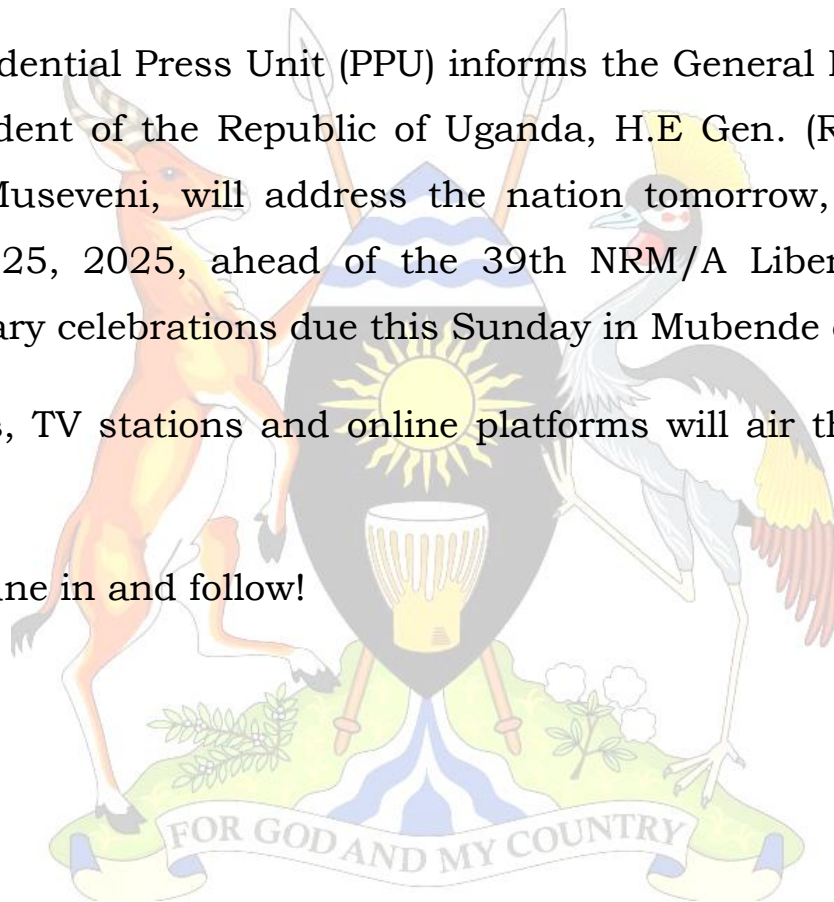 dential Press Unit (PPU) informs the General
dent of the Republic of Uganda, H.E Gen. (R
Museveni, will address the nation tomorrow,
25, 2025, ahead of the 39th NRM/A Liber
ary celebrations due this Sunday in Mubende
s, TV stations and online platforms will air th
ne in and follow!
FOR GOD AND MY COUNTRY